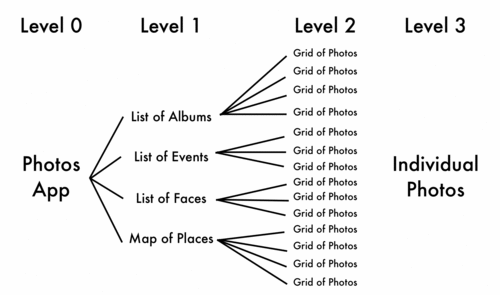 Level 0
Level 1
Level 2
Level 3
Photos
App
List of Albums
List of Events
List of Faces
Map of Places
Grid of Photos
Grid of Photos
Grid of Photos
Grid of Photos
Grid of Photos
Grid of Photos
Grid of Photos
Grid of Photos
Grid of Photos
Grid of Photos
Grid of Photos
Grid of Photos
Grid of Photos
Grid of Photos
Individual
Photos